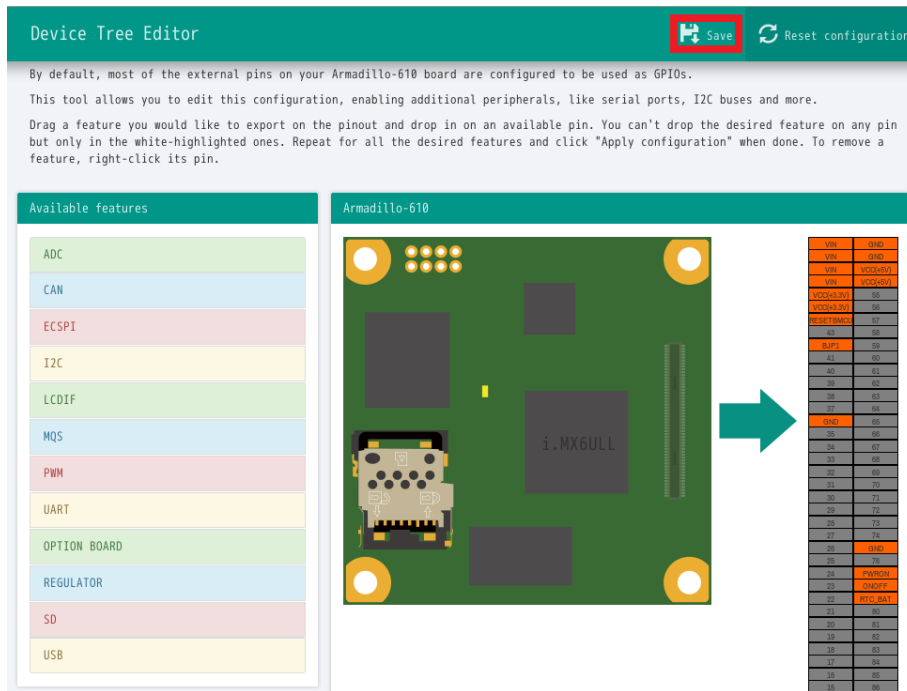 Device Tree Editor
Save
Reset configuration
By default, most of the external pins on your Armadillo-610 board are configured to be used as GPIOs.
This tool allows you to edit this configuration, enabling additional peripherals, like serial ports, I2C buses and more.
Drag a feature you would like to export on the pinout and drop in on an available pin. You can't drop the desired feature on any pin
but only in the white-highlighted ones. Repeat for all the desired features and click "Apply configuration" when done. To remove a
feature, right-click its pin.
Available features
ADC
CAN
ECSPI
I2C
LCDIF
MQS
PWM
UART
OPTION BOARD
REGULATOR
SD
USB
Armadillo-610
i.MX6ULL
VIN GND
VIN GND
VIN VCC(+5V)
VIN VCC(+5V)
VCC(+3.3V) 55
VCC(+3.3V) 56
RESETBMCU 57
43 58
BJP1 59
41 60
40 61
39 62
38 63
37 64
GND 65
35 66
34 67
33 68
32 69
31 70
30 71
29 72
28 73
27 74
26 GND
25 76
24 PWRON
23 ONOFF
22 RTC_BAT
21 80
20 81
19 82
18 83
17 84
16 85
15 86